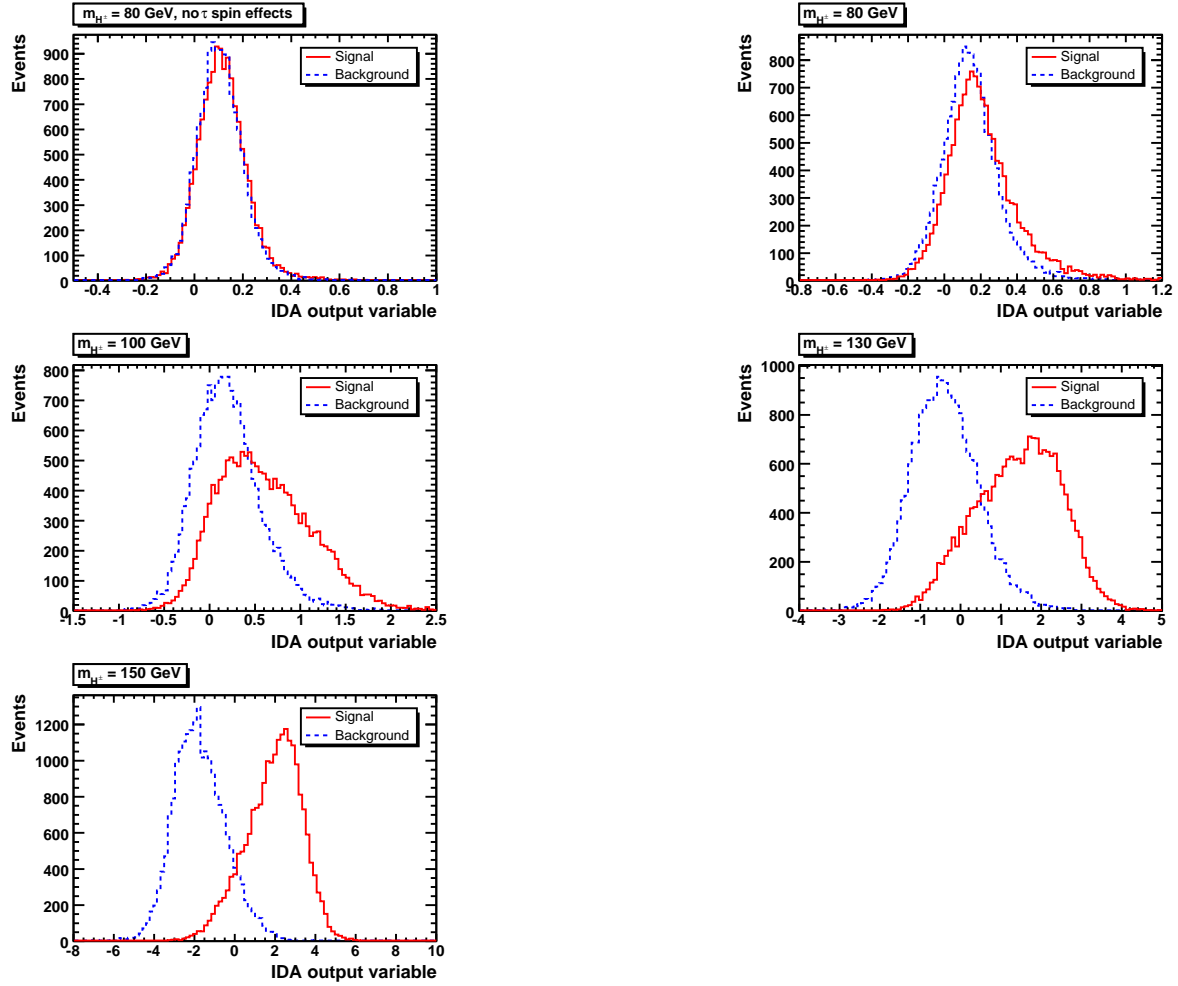 m_H± = 80 GeV, no τ spin effects
Events
900
800
700
600
500
400
300
200
100
0
Signal
Background
-0.4 -0.2 0 0.2 0.4 0.6 0.8 1
IDA output variable
m_H± = 80 GeV
Events
800
700
600
500
400
300
200
100
0
Signal
Background
-0.8 -0.6 -0.4 -0.2 -0 0.2 0.4 0.6 0.8 1 1.2
IDA output variable
m_H± = 100 GeV
Events
800
700
600
500
400
300
200
100
0
Signal
Background
-1.5 -1 -0.5 0 0.5 1 1.5 2 2.5
IDA output variable
m_H± = 130 GeV
Events
1000
800
600
400
200
0
Signal
Background
-4 -3 -2 -1 0 1 2 3 4 5
IDA output variable
m_H± = 150 GeV
Events
1200
1000
800
600
400
200
0
Signal
Background
-8 -6 -4 -2 0 2 4 6 8 10
IDA output variable